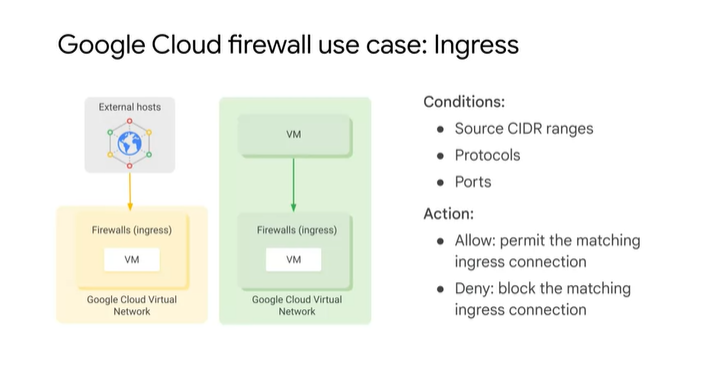 Google Cloud firewall use case: Ingress
External hosts
Firewalls (ingress)
VM
Google Cloud Virtual
Network
VM
Firewalls (ingress)
VM
Google Cloud Virtual
Network
Conditions:
● Source CIDR ranges
● Protocols
● Ports
Action:
● Allow: permit the matching
ingress connection
● Deny: block the matching
ingress connection